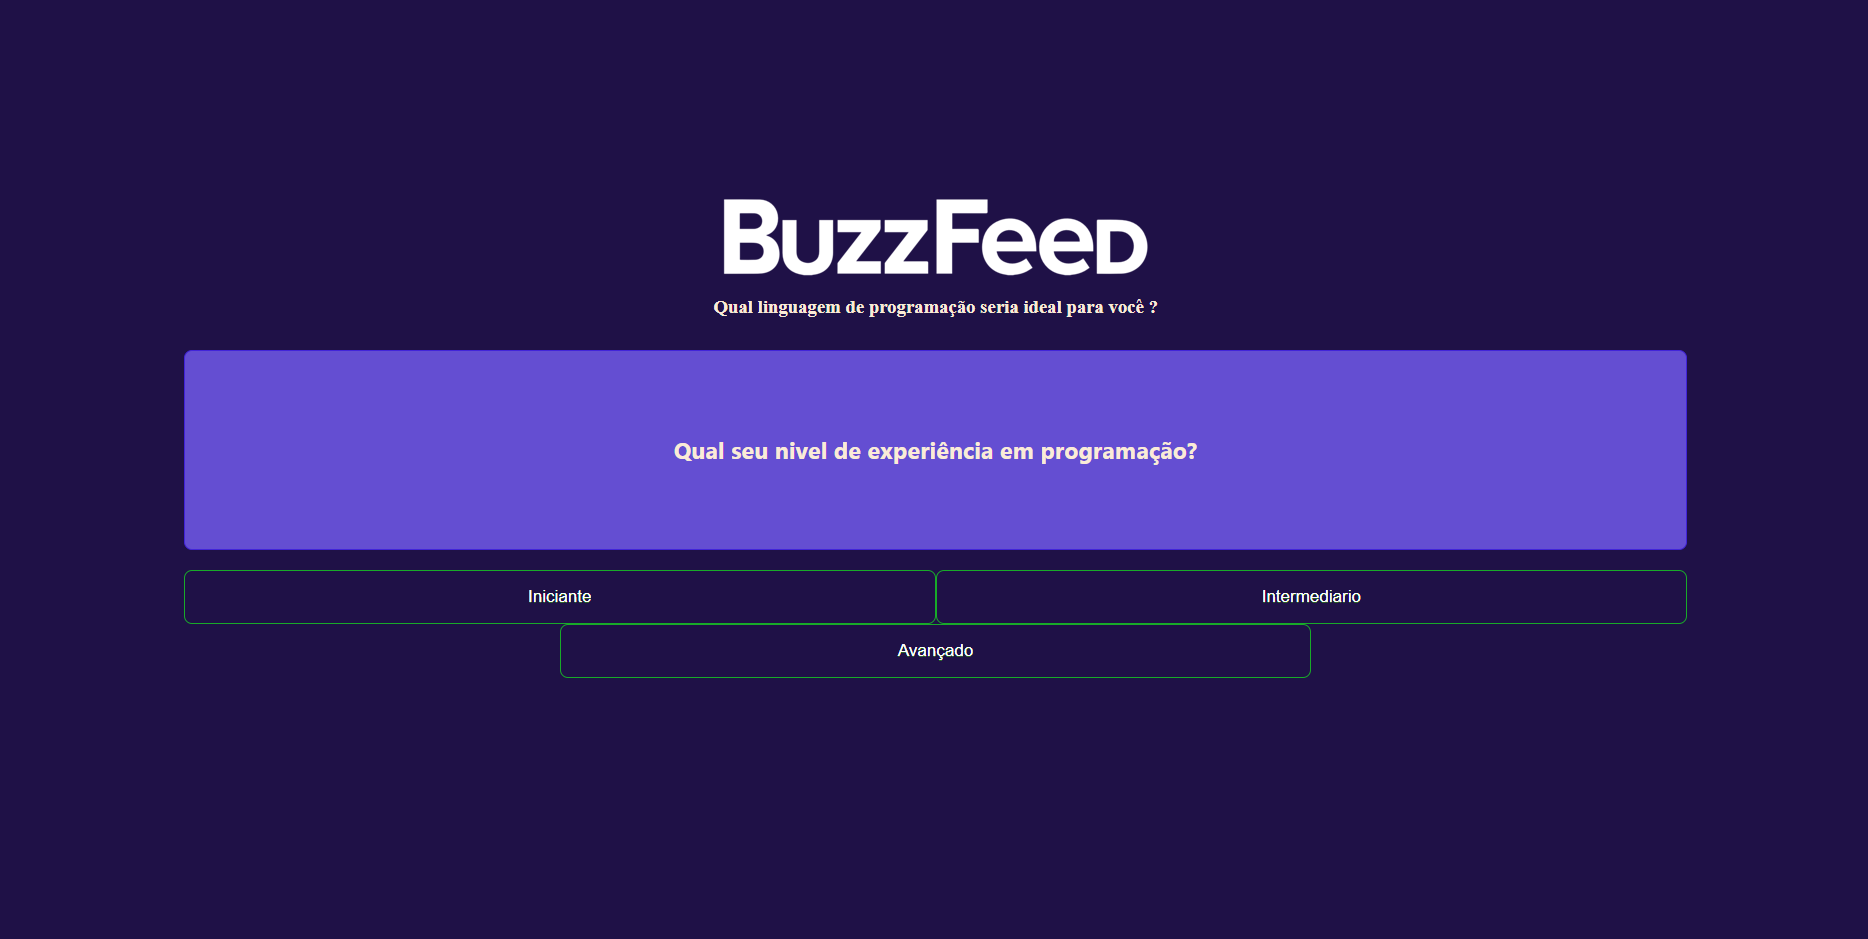 BuzzFeed
Qual linguagem de programação seria ideal para você ?
Qual seu nivel de experiência em programação?
Iniciante
Intermediario
Avançado